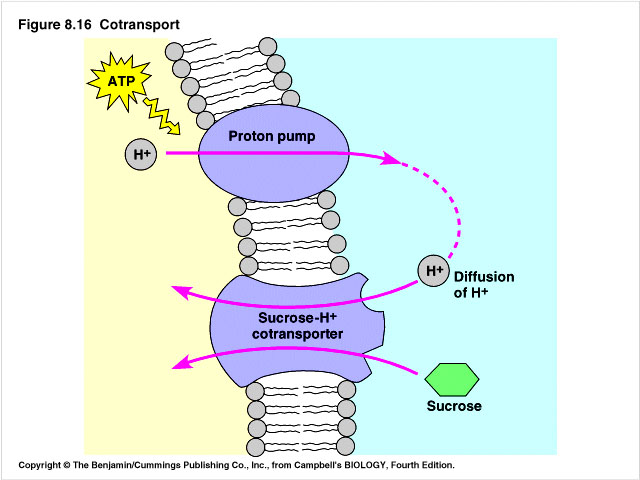 Figure 8.16 Cotransport
ATP
Proton pump
H+
H+
Diffusion
of H+
Sucrose-H+
cotransporter
Sucrose
Copyright © The Benjamin/Cummings Publishing Co., Inc., from Campbell's BIOLOGY, Fourth Edition.